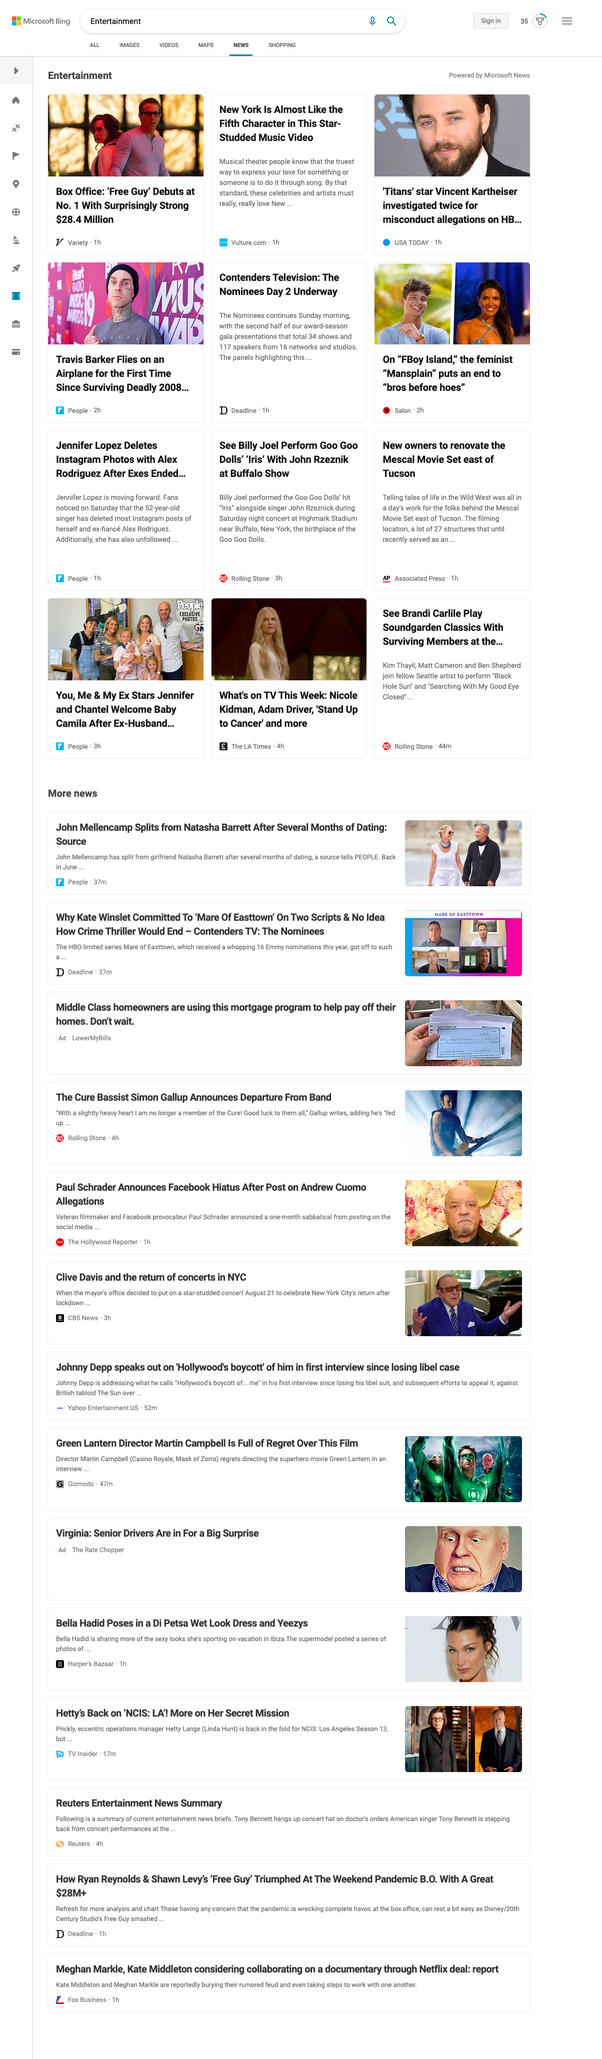 Microsoft Bing
Entertainment
Sign in
35
ALL
IMAGES
VIDEOS
MAPS
NEWS
SHOPPING
Entertainment
Powered by Microsoft News
Box Office: ‘Free Guy’ Debuts at
No. 1 With Surprisingly Strong
$28.4 Million
Variety · 1h
New York Is Almost Like the
Fifth Character in This Star-
Studded Music Video
Musical theater people know that the truest
way to express your love for something or
someone is to do it through song. By that
standard, these celebrities and artists must
really, really love New ...
Vulture.com · 1h
'Titans' star Vincent Kartheiser
investigated twice for
misconduct allegations on HB…
USA TODAY · 1h
Travis Barker Flies on an
Airplane for the First Time
Since Surviving Deadly 2008…
People · 2h
Contenders Television: The
Nominees Day 2 Underway
The Nominees continues Sunday morning,
with the second half of our award-season
gala presentations that total 34 shows and
117 speakers from 16 networks and studios.
The panels highlighting this ...
Deadline · 1h
On “FBoy Island,” the feminist
“Mansplain” puts an end to
“bros before hoes”
Salon · 2h
Jennifer Lopez Deletes
Instagram Photos with Alex
Rodriguez After Exes Ended…
Jennifer Lopez is moving forward. Fans
noticed on Saturday that the 52-year-old
singer has deleted most Instagram posts of
herself and ex-fiancé Alex Rodriguez.
Additionally, she has also unfollowed ...
People · 1h
See Billy Joel Perform Goo Goo
Dolls’ ‘Iris’ With John Rzeznik
at Buffalo Show
Billy Joel performed the Goo Goo Dolls’ hit
“Iris” alongside singer John Rzeznick during
Saturday night concert at Highmark Stadium
near Buffalo, New York, the birthplace of the
Goo Goo Dolls.
Rolling Stone · 3h
New owners to renovate the
Mescal Movie Set east of
Tucson
Telling tales of life in the Wild West was all in
a day's work for the folks behind the Mescal
Movie Set east of Tucson. The filming
location, a lot of 27 structures that until
recently served as an ...
AP
Associated Press · 1h
People
EXCLUSIVE
PHOTOS
You, Me & My Ex Stars Jennifer
and Chantel Welcome Baby
Camila After Ex-Husband…
People · 3h
What's on TV This Week: Nicole
Kidman, Adam Driver, 'Stand Up
to Cancer' and more
The LA Times · 4h
See Brandi Carlile Play
Soundgarden Classics With
Surviving Members at the…
Kim Thayil, Matt Cameron and Ben Shepherd
join fellow Seattle artist to perform “Black
Hole Sun” and “Searching With My Good Eye
Closed” ...
Rolling Stone · 44m
More news
John Mellencamp Splits from Natasha Barrett After Several Months of Dating:
Source
John Mellencamp has split from girlfriend Natasha Barrett after several months of dating, a source tells PEOPLE. Back
in June ...
People · 37m
Why Kate Winslet Committed To ‘Mare Of Easttown’ On Two Scripts & No Idea
How Crime Thriller Would End – Contenders TV: The Nominees
The HBO limited series Mare of Easttown, which received a whopping 16 Emmy nominations this year, got off to such
a ...
Deadline · 37m
MARE OF EASTTOWN
Middle Class homeowners are using this mortgage program to help pay off their
homes. Don’t wait.
Ad LowerMyBills
The Cure Bassist Simon Gallup Announces Departure From Band
“With a slightly heavy heart I am no longer a member of the Cure! Good luck to them all,” Gallup writes, adding he’s “fed
up ...
Rolling Stone · 4h
Paul Schrader Announces Facebook Hiatus After Post on Andrew Cuomo
Allegations
Veteran filmmaker and Facebook provocateur Paul Schrader announced a one-month sabbatical from posting on the
social media ...
The Hollywood Reporter · 1h
Clive Davis and the return of concerts in NYC
When the mayor's office decided to put on a star-studded concert August 21 to celebrate New York City's return after
lockdown ...
CBS News · 3h
Johnny Depp speaks out on 'Hollywood's boycott' of him in first interview since losing libel case
Johnny Depp is addressing what he calls "Hollywood's boycott of... me" in his first interview since losing his libel suit, and subsequent efforts to appeal it, against
British tabloid The Sun over ...
Yahoo Entertainment US · 52m
Green Lantern Director Martin Campbell Is Full of Regret Over This Film
Director Martin Campbell (Casino Royale, Mask of Zorro) regrets directing the superhero movie Green Lantern.In an
interview ...
Gizmodo · 47m
Virginia: Senior Drivers Are in For a Big Surprise
Ad The Rate Chopper
Bella Hadid Poses in a Di Petsa Wet Look Dress and Yeezys
Bella Hadid is sharing more of the sexy looks she's sporting on vacation in Ibiza.The supermodel posted a series of
photos of ...
Harper's Bazaar · 1h
Hetty’s Back on ‘NCIS: LA’! More on Her Secret Mission
Prickly, eccentric operations manager Hetty Lange (Linda Hunt) is back in the fold for NCIS: Los Angeles Season 13,
but ...
TV Insider · 17m
Reuters Entertainment News Summary
Following is a summary of current entertainment news briefs. Tony Bennett hangs up concert hat on doctor's orders American singer Tony Bennett is stepping
back from concert performances at the ...
Reuters · 4h
How Ryan Reynolds & Shawn Levy’s ‘Free Guy’ Triumphed At The Weekend Pandemic B.O. With A Great
$28M+
Refresh for more analysis and chart Those having any concern that the pandemic is wrecking complete havoc at the box office, can rest a bit easy as Disney/20th
Century Studio's Free Guy smashed ...
Deadline · 1h
Meghan Markle, Kate Middleton considering collaborating on a documentary through Netflix deal: report
Kate Middleton and Meghan Markle are reportedly burying their rumored feud and even taking steps to work with one another.
Fox Business · 1h